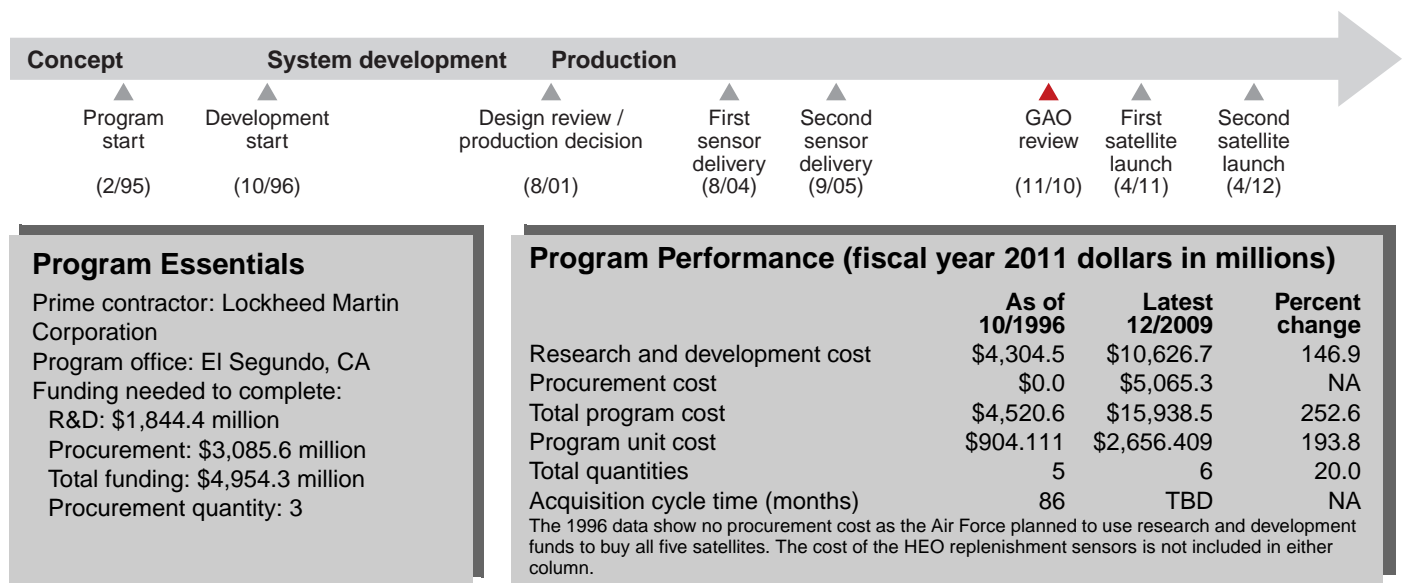 Concept System development Production
Program start (2/95)
Development start (10/96)
Design review / production decision (8/01)
First sensor delivery (8/04)
Second sensor delivery (9/05)
GAO review (11/10)
First satellite launch (4/11)
Second satellite launch (4/12)
Program Essentials
Prime contractor: Lockheed Martin
Corporation
Program office: El Segundo, CA
Funding needed to complete:
R&D: $1,844.4 million
Procurement: $3,085.6 million
Total funding: $4,954.3 million
Procurement quantity: 3
Program Performance (fiscal year 2011 dollars in millions)
As of 10/1996 Latest 12/2009 Percent change
Research and development cost $4,304.5 $10,626.7 146.9
Procurement cost $0.0 $5,065.3 NA
Total program cost $4,520.6 $15,938.5 252.6
Program unit cost $904.111 $2,656.409 193.8
Total quantities 5 6 20.0
Acquisition cycle time (months) 86 TBD NA
The 1996 data show no procurement cost as the Air Force planned to use research and development
funds to buy all five satellites. The cost of the HEO replenishment sensors is not included in either
column.